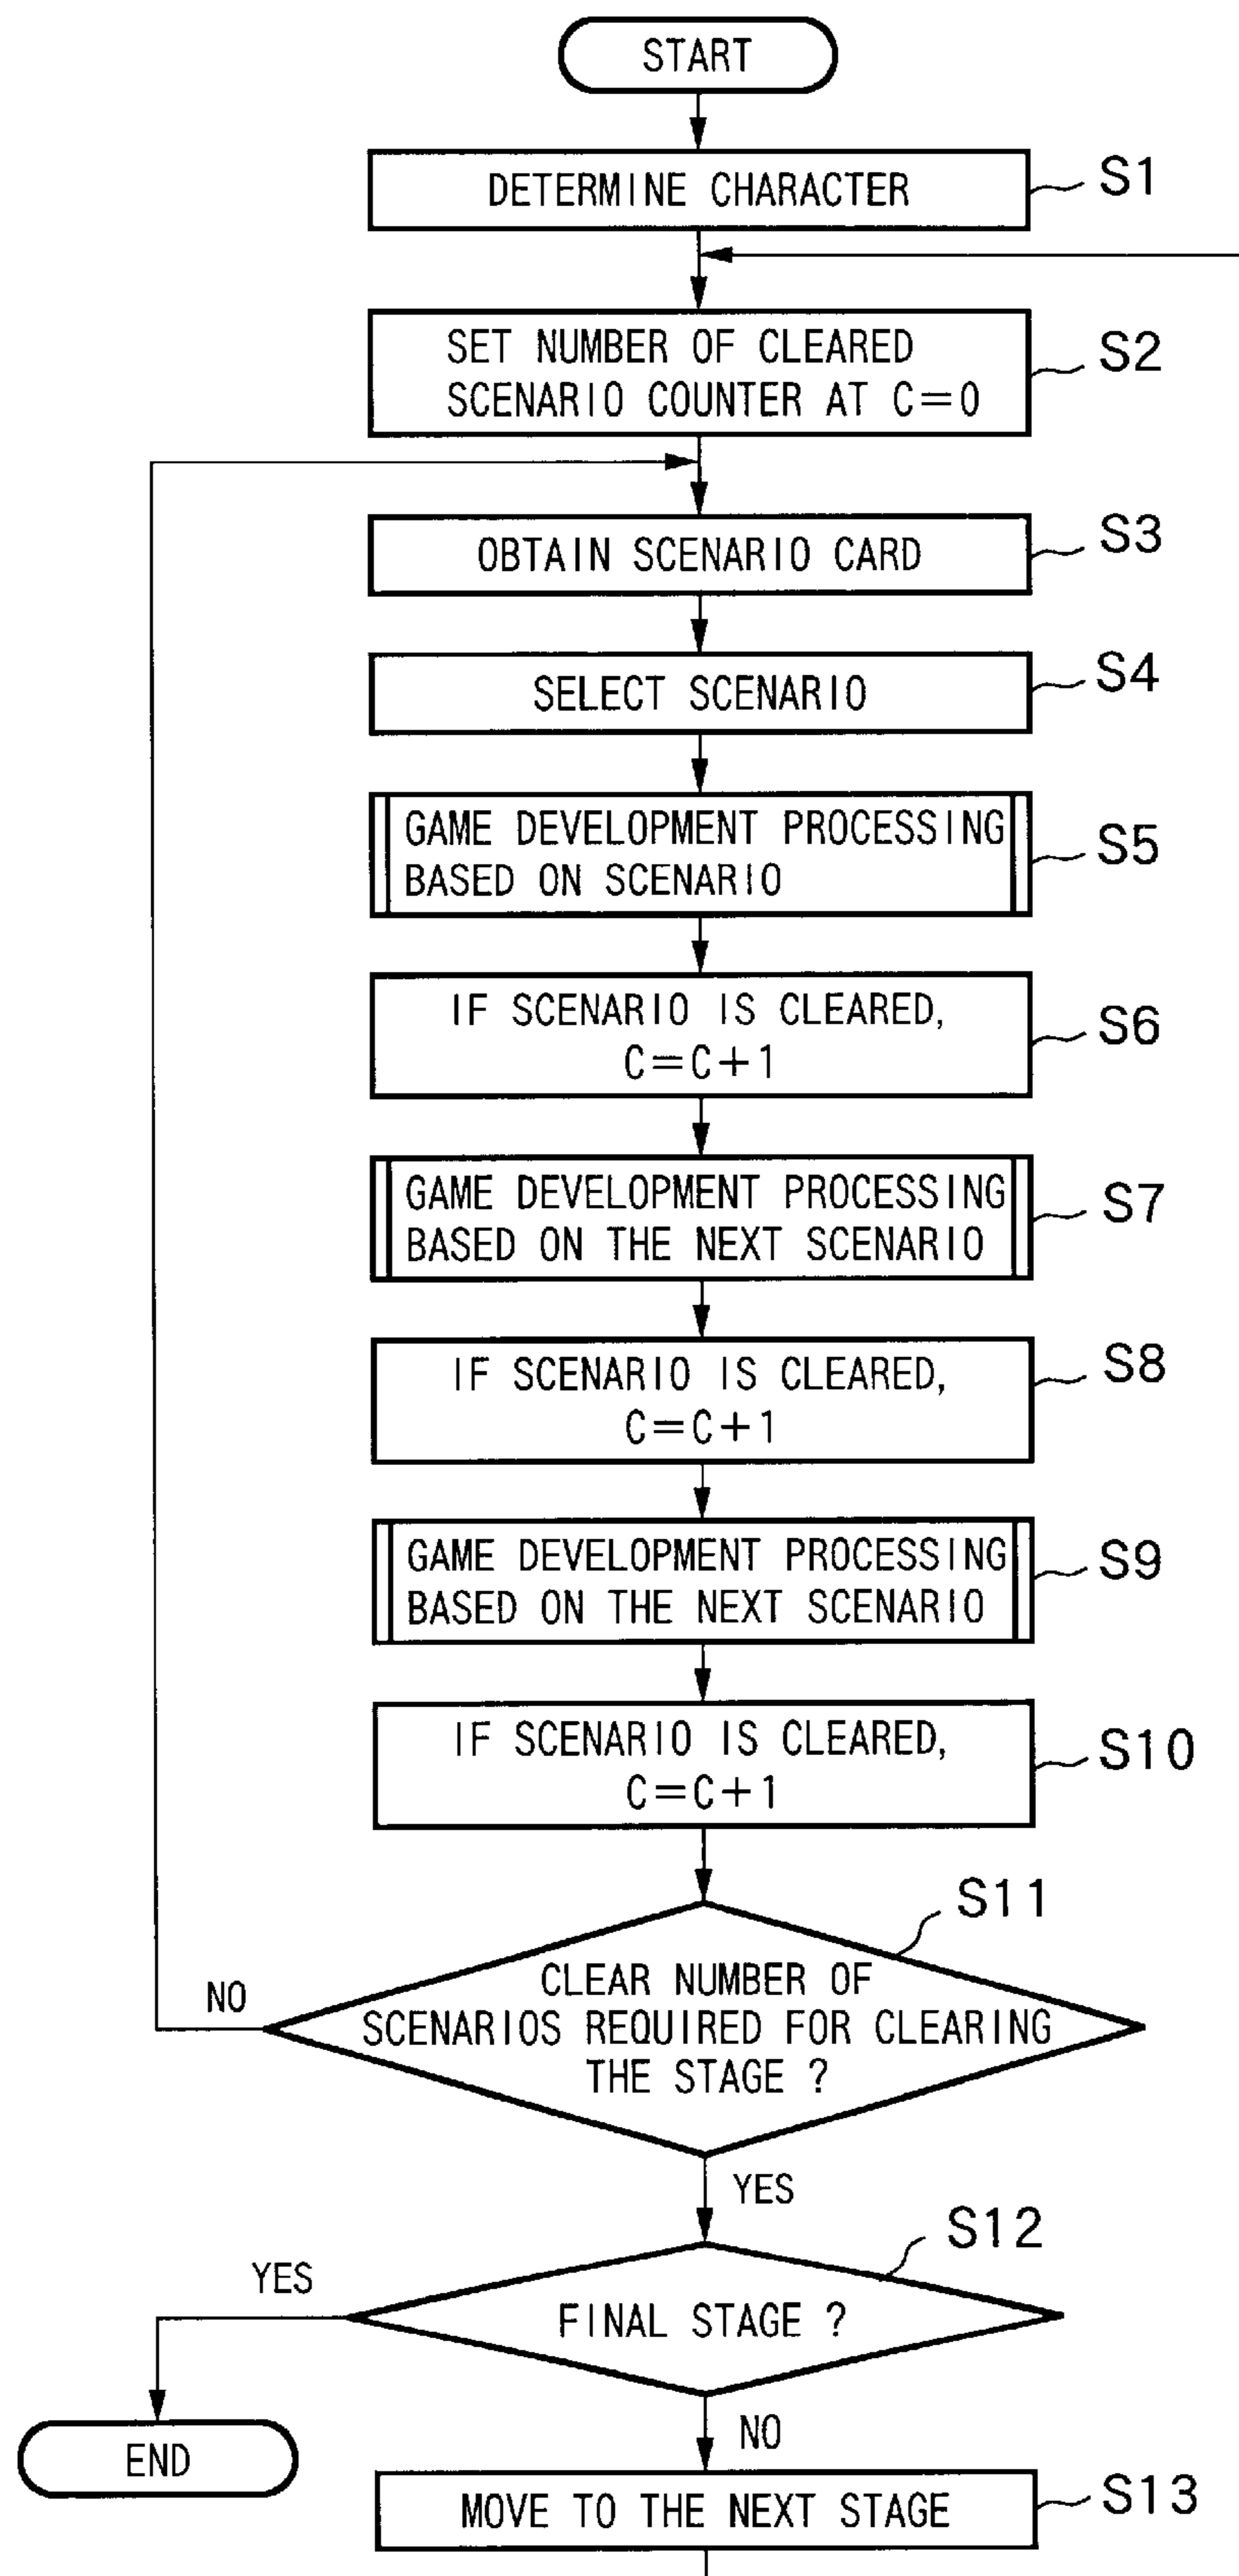 START
DETERMINE CHARACTER
S1
SET NUMBER OF CLEARED
SCENARIO COUNTER AT C=0
S2
OBTAIN SCENARIO CARD
S3
SELECT SCENARIO
S4
GAME DEVELOPMENT PROCESSING
BASED ON SCENARIO
S5
IF SCENARIO IS CLEARED,
C=C+1
S6
GAME DEVELOPMENT PROCESSING
BASED ON THE NEXT SCENARIO
S7
IF SCENARIO IS CLEARED,
C=C+1
S8
GAME DEVELOPMENT PROCESSING
BASED ON THE NEXT SCENARIO
S9
IF SCENARIO IS CLEARED,
C=C+1
S10
S11
CLEAR NUMBER OF
SCENARIOS REQUIRED FOR CLEARING
THE STAGE ?
NO
YES
S12
FINAL STAGE ?
YES
END
NO
MOVE TO THE NEXT STAGE
S13